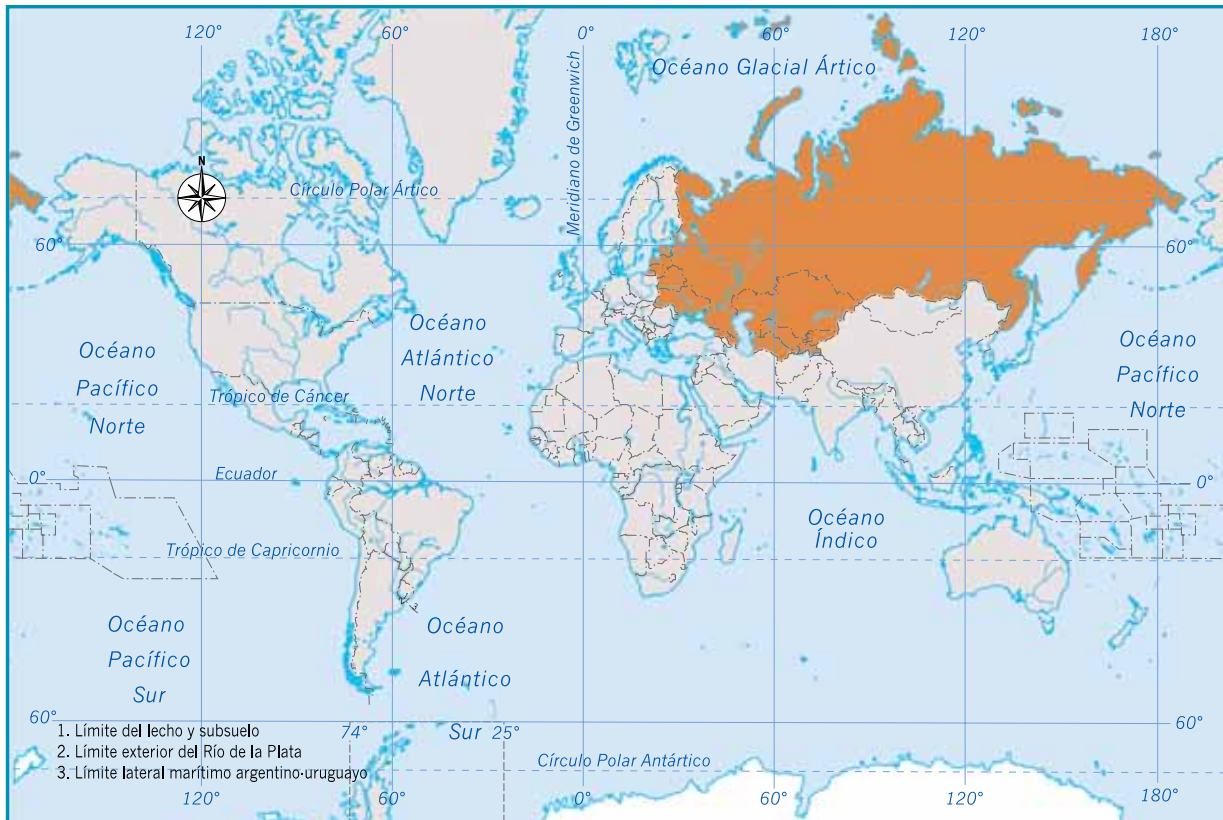 120°
60°
0°
60°
120°
180°
Meridiano de Greenwich
Océano Glacial Ártico
N
Círculo Polar Ártico
60°
60°
Océano
Pacífico
Norte
Océano
Atlántico
Norte
Océano
Pacífico
Norte
Trópico de Cáncer
Ecuador
0°
0°
Océano
Índico
Trópico de Capricornio
3
Océano
Pacífico
Sur
Océano
Atlántico
Sur
60°
60°
74°
25°
1. Límite del lecho y subsuelo
2. Límite exterior del Río de la Plata
3. Límite lateral marítimo argentino-uruguayo
Círculo Polar Antártico
120°
60°
0°
60°
120°
180°